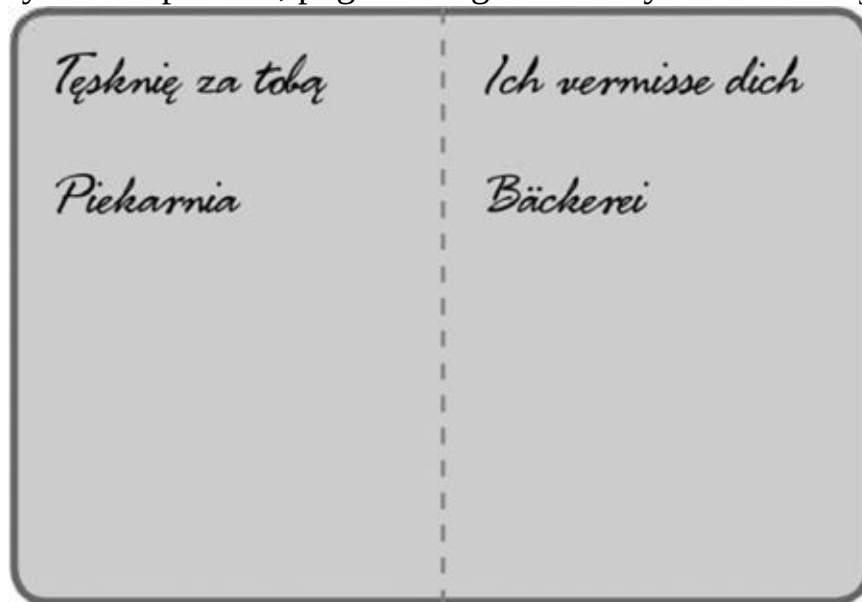 Tęsknię za tobą
Ich vermisse dich
Piekarnia
Bäckerei